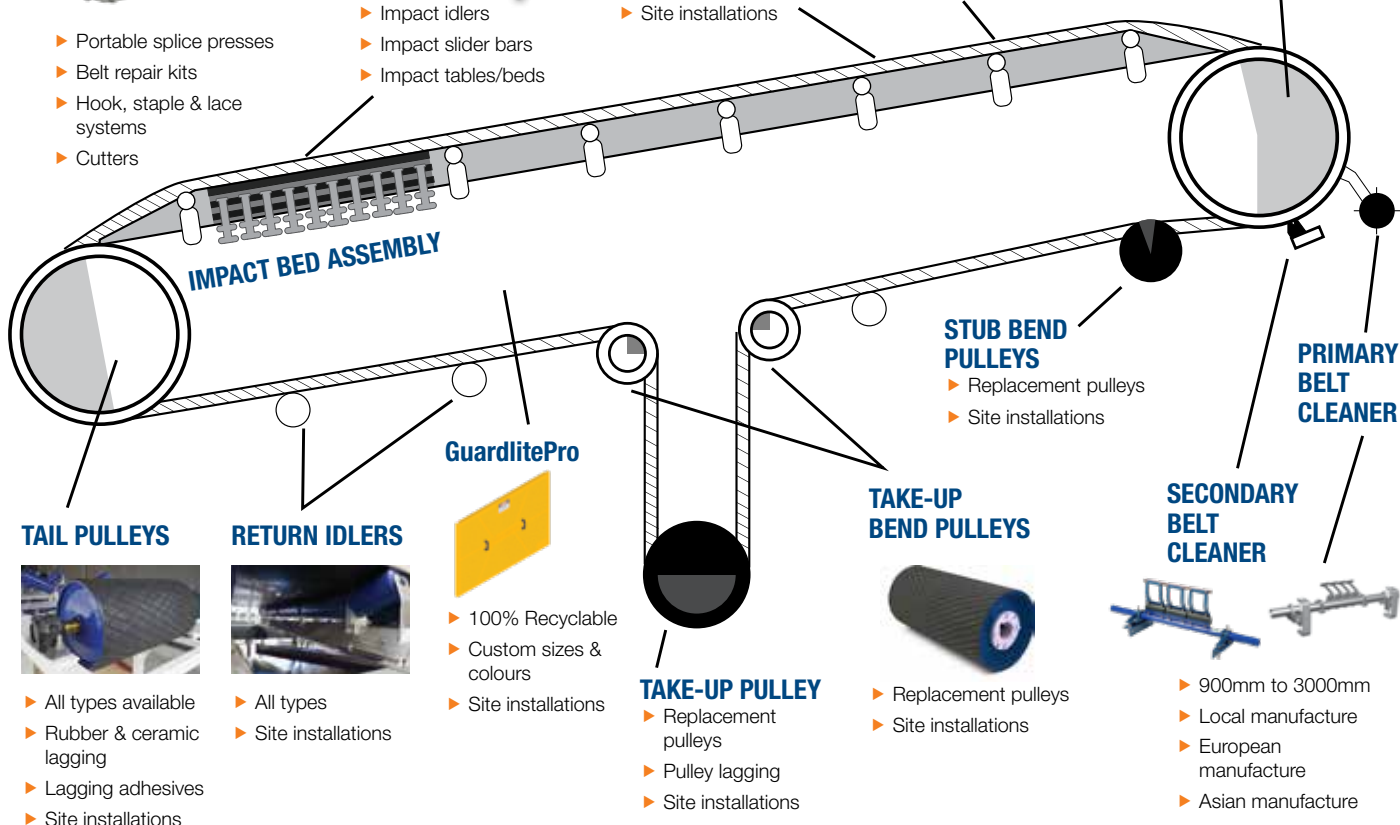 Portable splice presses
Belt repair kits
Hook, staple & lace
systems
Cutters
Impact idlers
Impact slider bars
Impact tables/beds
Site installations
IMPACT BED ASSEMBLY
STUB BEND
PULLEYS
Replacement pulleys
Site installations
PRIMARY
BELT
CLEANER
TAIL PULLEYS
All types available
Rubber & ceramic
lagging
Lagging adhesives
Site installations
RETURN IDLERS
All types
Site installations
GuardlitePro
100% Recyclable
Custom sizes &
colours
Site installations
TAKE-UP PULLEY
Replacement
pulleys
Pulley lagging
Site installations
TAKE-UP
BEND PULLEYS
Replacement pulleys
Site installations
SECONDARY
BELT
CLEANER
900mm to 3000mm
Local manufacture
European
manufacture
Asian manufacture